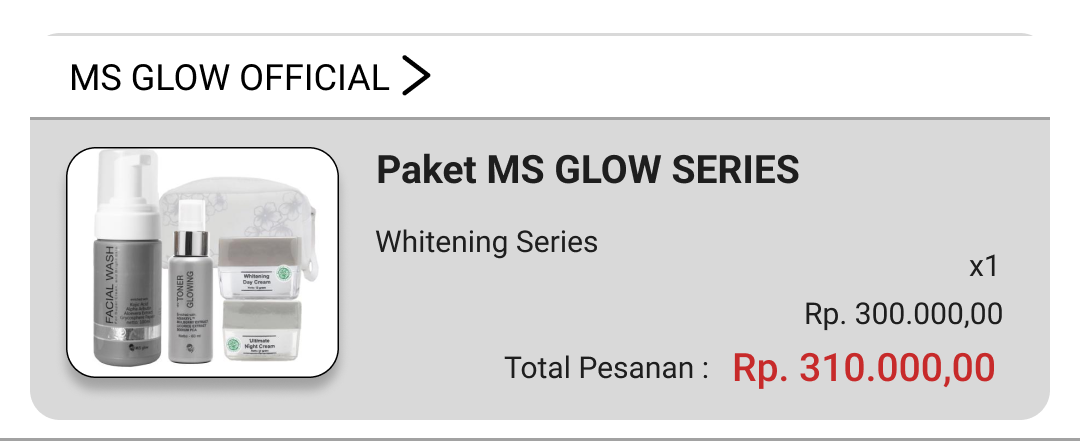 MS GLOW OFFICIAL
Paket MS GLOW SERIES
Whitening Series
x1
Rp. 300.000,00
Total Pesanan : Rp. 310.000,00
FACIAL WASH
TONER
GLOWING
Whitening
Day Cream
Ultimate
Night Cream